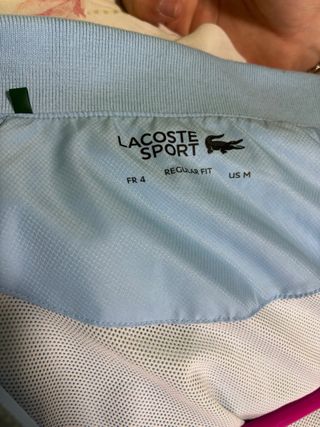 LACOSTE
SPORT
FR 4 REGULAR FIT US M